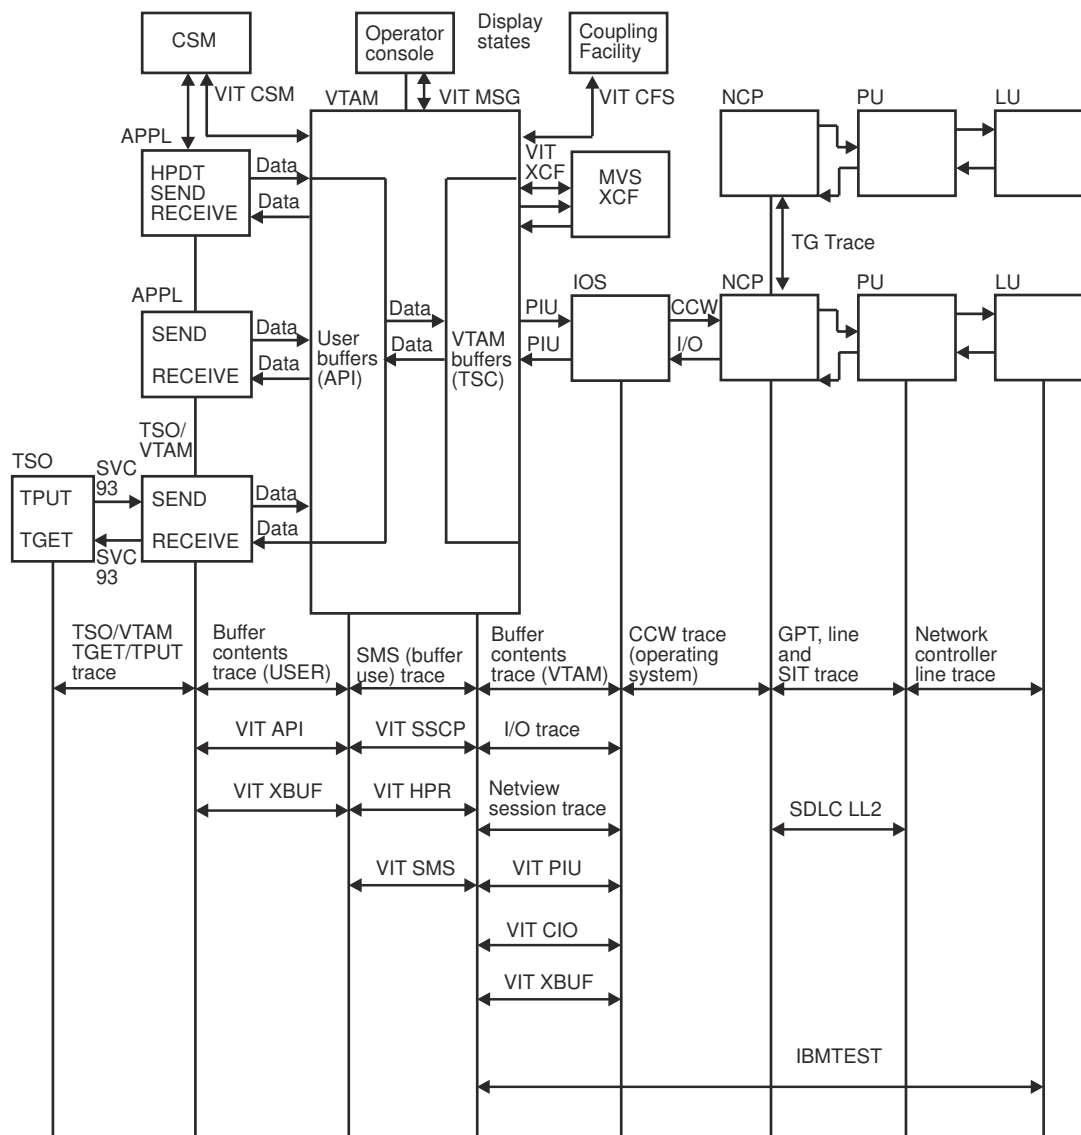 CSM
Operator
console
Display
states
Coupling
Facility
VIT CSM
VTAM
VIT MSG
VIT CFS
NCP
PU
LU
APPL
HPDT
SEND
RECEIVE
Data
Data
VIT
XCF
MVS
XCF
TG Trace
APPL
SEND
RECEIVE
Data
Data
User
buffers
(API)
Data
Data
VTAM
buffers
(TSC)
PIU
PIU
IOS
CCW
I/O
NCP
PU
LU
TSO/
VTAM
TSO
TPUT
TGET
SVC
93
SVC
93
SEND
RECEIVE
Data
Data
TSO/VTAM
TGET/TPUT
trace
Buffer
contents
trace (USER)
SMS (buffer
use) trace
Buffer
contents
trace (VTAM)
CCW trace
(operating
system)
GPT, line
and
SIT trace
Network
controller
line trace
VIT API
VIT SSCP
I/O trace
VIT XBUF
VIT HPR
Netview
session trace
SDLC LL2
VIT SMS
VIT PIU
VIT CIO
VIT XBUF
IBMTEST